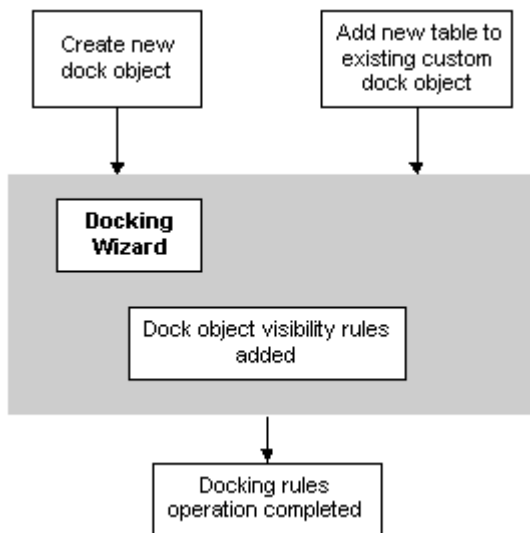 Create new
dock object
Add new table to
existing custom
dock object
Docking
Wizard
Dock object visibility rules
added
Docking rules
operation completed